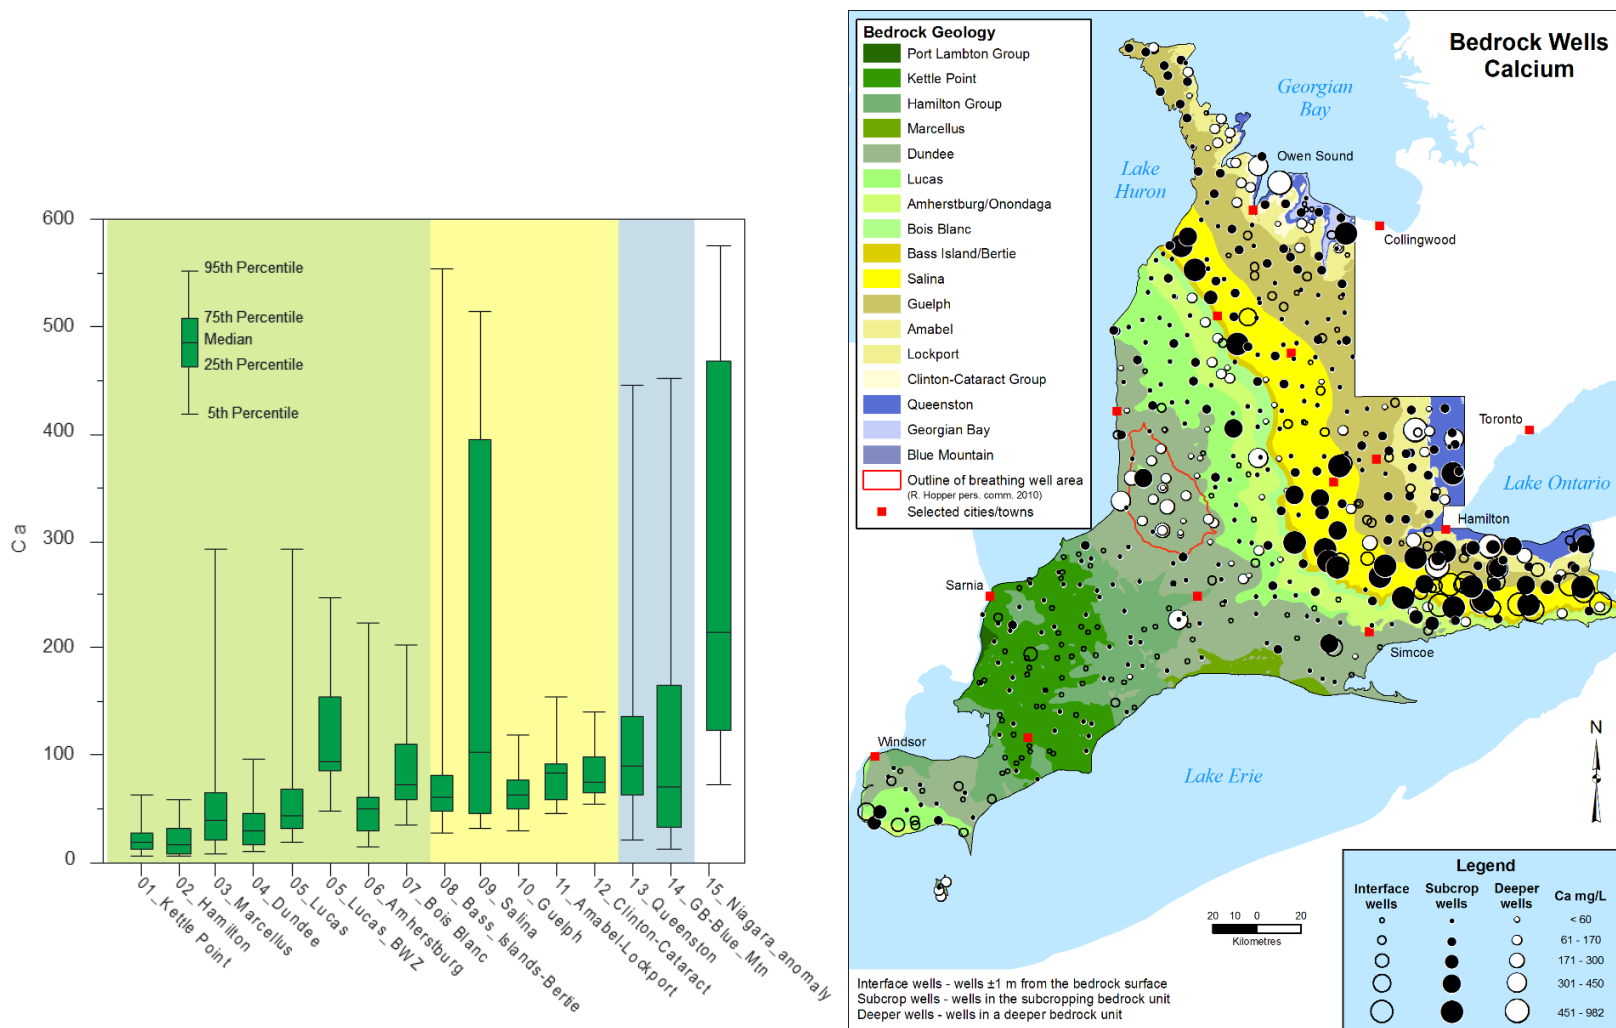 600
500
400
300
200
100
0
Ca
95th Percentile
75th Percentile
Median
25th Percentile
5th Percentile
01_Kettle Point
02_Hamilton
03_Marcellus
04_Dundee
05_Lucas
05_Lucas_BWZ
06_Amherstburg
07_Bois Blanc
08_Bass_Islands-Bertie
09_Salina
10_Guelph
11_Amabel-Lockport
12_Clinton-Cataract
13_Queenston
14_GB-Blue_Mtn
15_Niagara_anomaly
Bedrock Geology
Port Lambton Group
Kettle Point
Hamilton Group
Marcellus
Dundee
Lucas
Amherstburg/Onondaga
Bois Blanc
Bass Island/Bertie
Salina
Guelph
Amabel
Lockport
Clinton-Cataract Group
Queenston
Georgian Bay
Blue Mountain
Outline of breathing well area
(R. Hopper pers. comm. 2010)
Selected cities/towns
Bedrock Wells
Calcium
Georgian
Bay
Lake
Huron
Owen Sound
Collingwood
Toronto
Lake Ontario
Hamilton
Sarnia
Simcoe
Windsor
Lake Erie
N
20 10 0 20
Kilometres
Interface wells - wells ±1 m from the bedrock surface
Subcrop wells - wells in the subcropping bedrock unit
Deeper wells - wells in a deeper bedrock unit
Legend
Interface wells Subcrop wells Deeper wells Ca mg/L
< 60
61 - 170
171 - 300
301 - 450
451 - 982